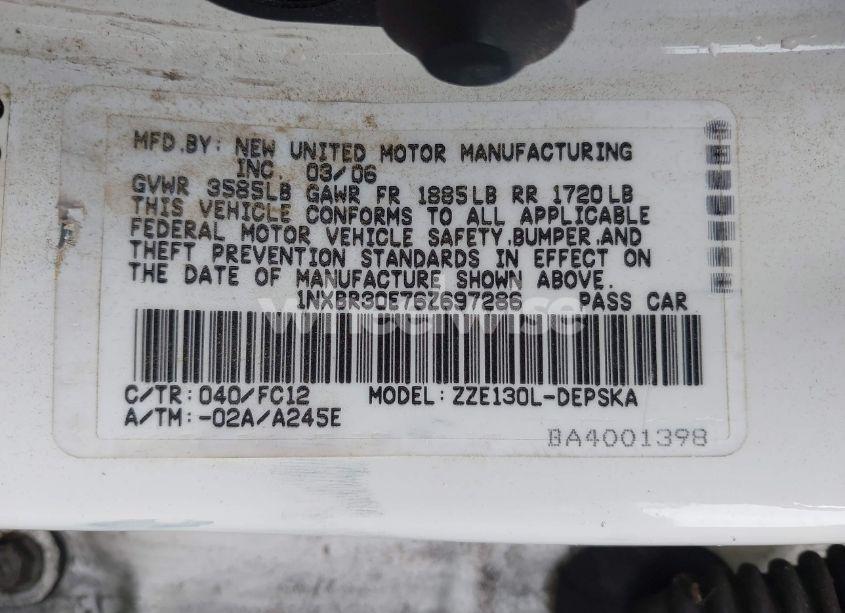 MFD.BY: NEW UNITED MOTOR MANUFACTURING
INC 03/06
GVWR 3585LB GAWR FR 1885LB RR 1720LB
THIS VEHICLE CONFORMS TO ALL APPLICABLE
FEDERAL MOTOR VEHICLE SAFETY,BUMPER,AND
THEFT PREVENTION STANDARDS IN EFFECT ON
THE DATE OF MANUFACTURE SHOWN ABOVE.
1NXBR30E76Z697286 PASS CAR
wheelwise
C/TR:040/FC12 MODEL:ZZE130L-DEPSKA
A/TM:-02A/A245E
BA4001398